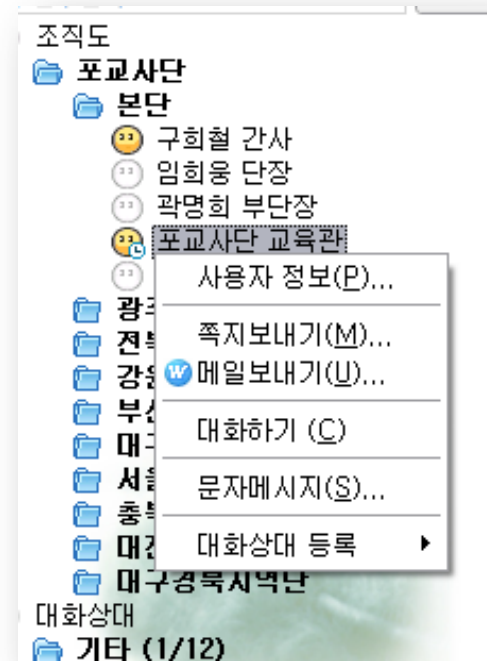 조직도
포교사단
본단
구희철 간사
임희웅 단장
곽명희 부단장
포교사단 교육관
사용자 정보(P)...
쪽지보내기(M)...
메일보내기(U)...
대화하기 (C)
문자메시지(S)...
대화상대 등록
대구경북지역단
대화상대
기타 (1/12)